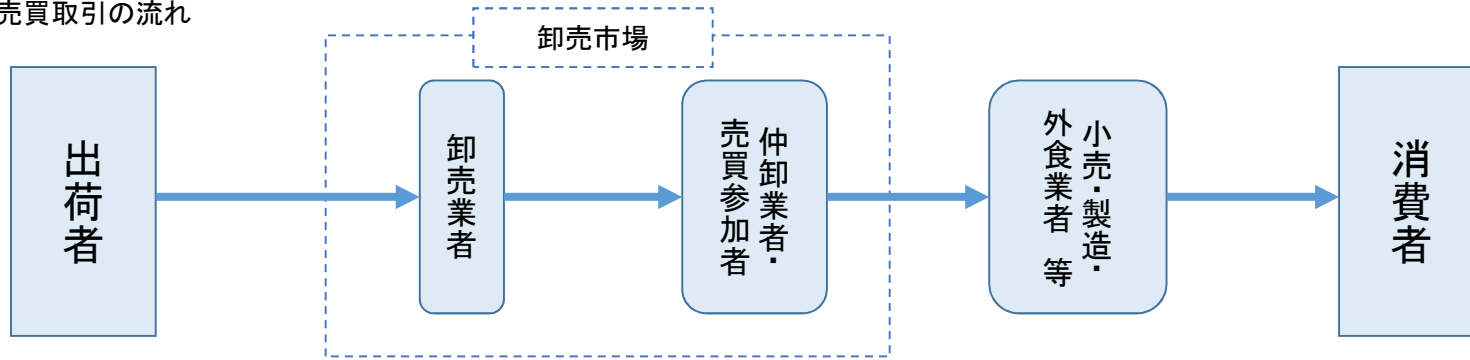 売買取引の流れ
卸売市場
出荷者
卸売業者
仲卸業者・
売買参加者
小売・製造・
外食業者 等
消費者